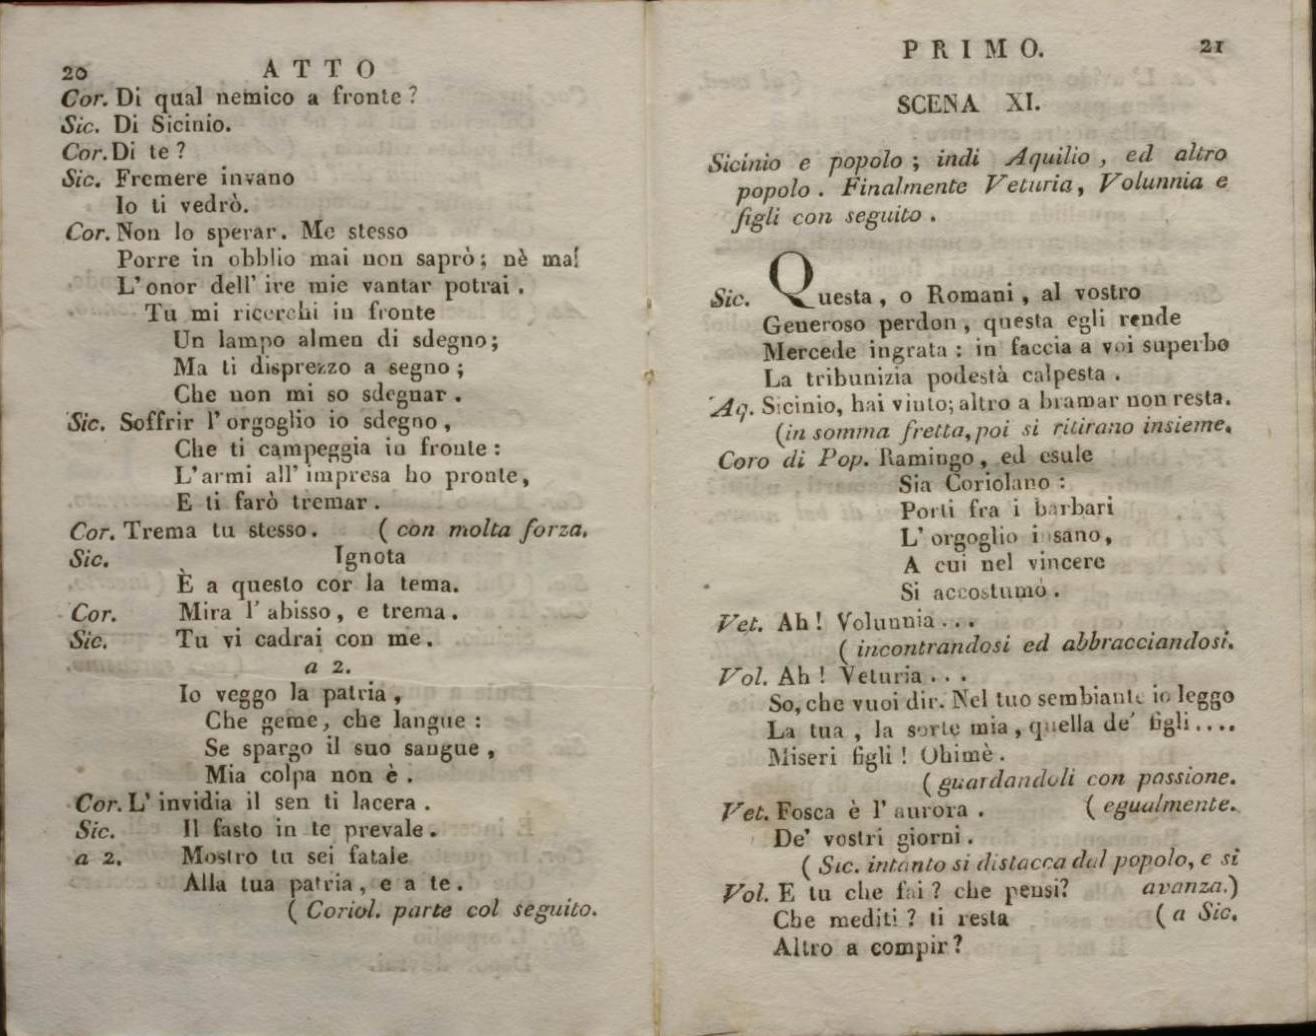 20 ATTO
Cor. Di qual nemico a fronte ?
Sic. Di Sicinio.
Cor. Di te ?
Sic. Fremere invano
Io ti vedrò.
Cor. Non lo sperar. Me stesso
Porre in obblio mai non saprò ; nè mai
L' onor dell' ire mie vantar potrai .
Tu mi ricerchi in fronte
Un lampo almen di sdegno ;
Ma ti disprezzo a segno ;
Che non mi so sdegnar .
Sic. Soffrir l' orgoglio io sdegno ,
Che ti campeggia in fronte :
L' armi all' impresa ho pronte ,
E ti farò tremar .
Cor. Trema tu stesso . ( con molta forza.
Sic. Ignota
È a questo cor la tema.
Cor. Mira l' abisso , e trema .
Sic. Tu vi cadrai con me .
a 2.
Io veggo la patria ,
Che geme, che langue :
Se spargo il suo sangue ,
Mia colpa non è .
Cor. L' invidia il sen ti lacera .
Sic. Il fasto in te prevale .
a 2. Mostro tu sei fatale
Alla tua patria , e a te .
( Coriol. parte col seguito.
PRIMO. 21
SCENA XI.
Sicinio e popolo ; indi Aquilio , ed altro
popolo . Finalmente Veturia, Volunnia e
figli con seguito .
Sic. Questa , o Romani , al vostro
Generoso perdon , questa egli rende
Mercede ingrata : in faccia a voi superbo
La tribunizia podestà calpesta .
Aq. Sicinio, hai vinto; altro a bramar non resta.
(in somma fretta, poi si ritirano insieme.
Coro di Pop. Ramingo , ed esule
Sia Coriolano :
Porti fra i barbari
L' orgoglio insano ,
A cui nel vincere
Si accostumò .
Vet. Ah ! Volunnia . . .
( incontrandosi ed abbracciandosi.
Vol. Ah ! Veturia . . .
So, che vuoi dir. Nel tuo sembiante io leggo
La tua , la sorte mia , quella de' figli....
Miseri figli ! Ohimè .
( guardandoli con passione.
Vet. Fosca è l' aurora . ( egualmente.
De' vostri giorni .
( Sic. intanto si distacca dal popolo, e si
Vol. E tu che fai ? che pensi? avanza.)
Che mediti ? ti resta ( a Sic.
Altro a compir ?